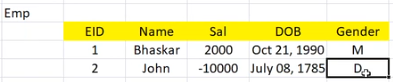 Emp
EID Name Sal DOB Gender
1 Bhaskar 2000 Oct 21, 1990 M
2 John -10000 July 08, 1785 D